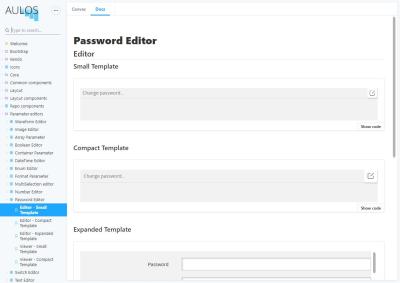 AULOS
Type to search...
Welcome
Bootstrap
Kendo
Icons
Core
Common components
Layout
Layout components
Repo components
Parameter editors
Waveform Editor
Image Editor
Array Parameter
Boolean Editor
Container Parameter
DateTime Editor
Enum Editor
Format Parameter
MultiSelection editor
Number Editor
Password Editor
Editor - Small
Template
Editor - Compact
Template
Editor - Expanded
Template
Viewer - Small
Template
Viewer - Compact
Template
Switch Editor
Text Editor
Canvas Docs
Password Editor
Editor
Small Template
Change password...
Show code
Compact Template
Change password...
Show code
Expanded Template
Password